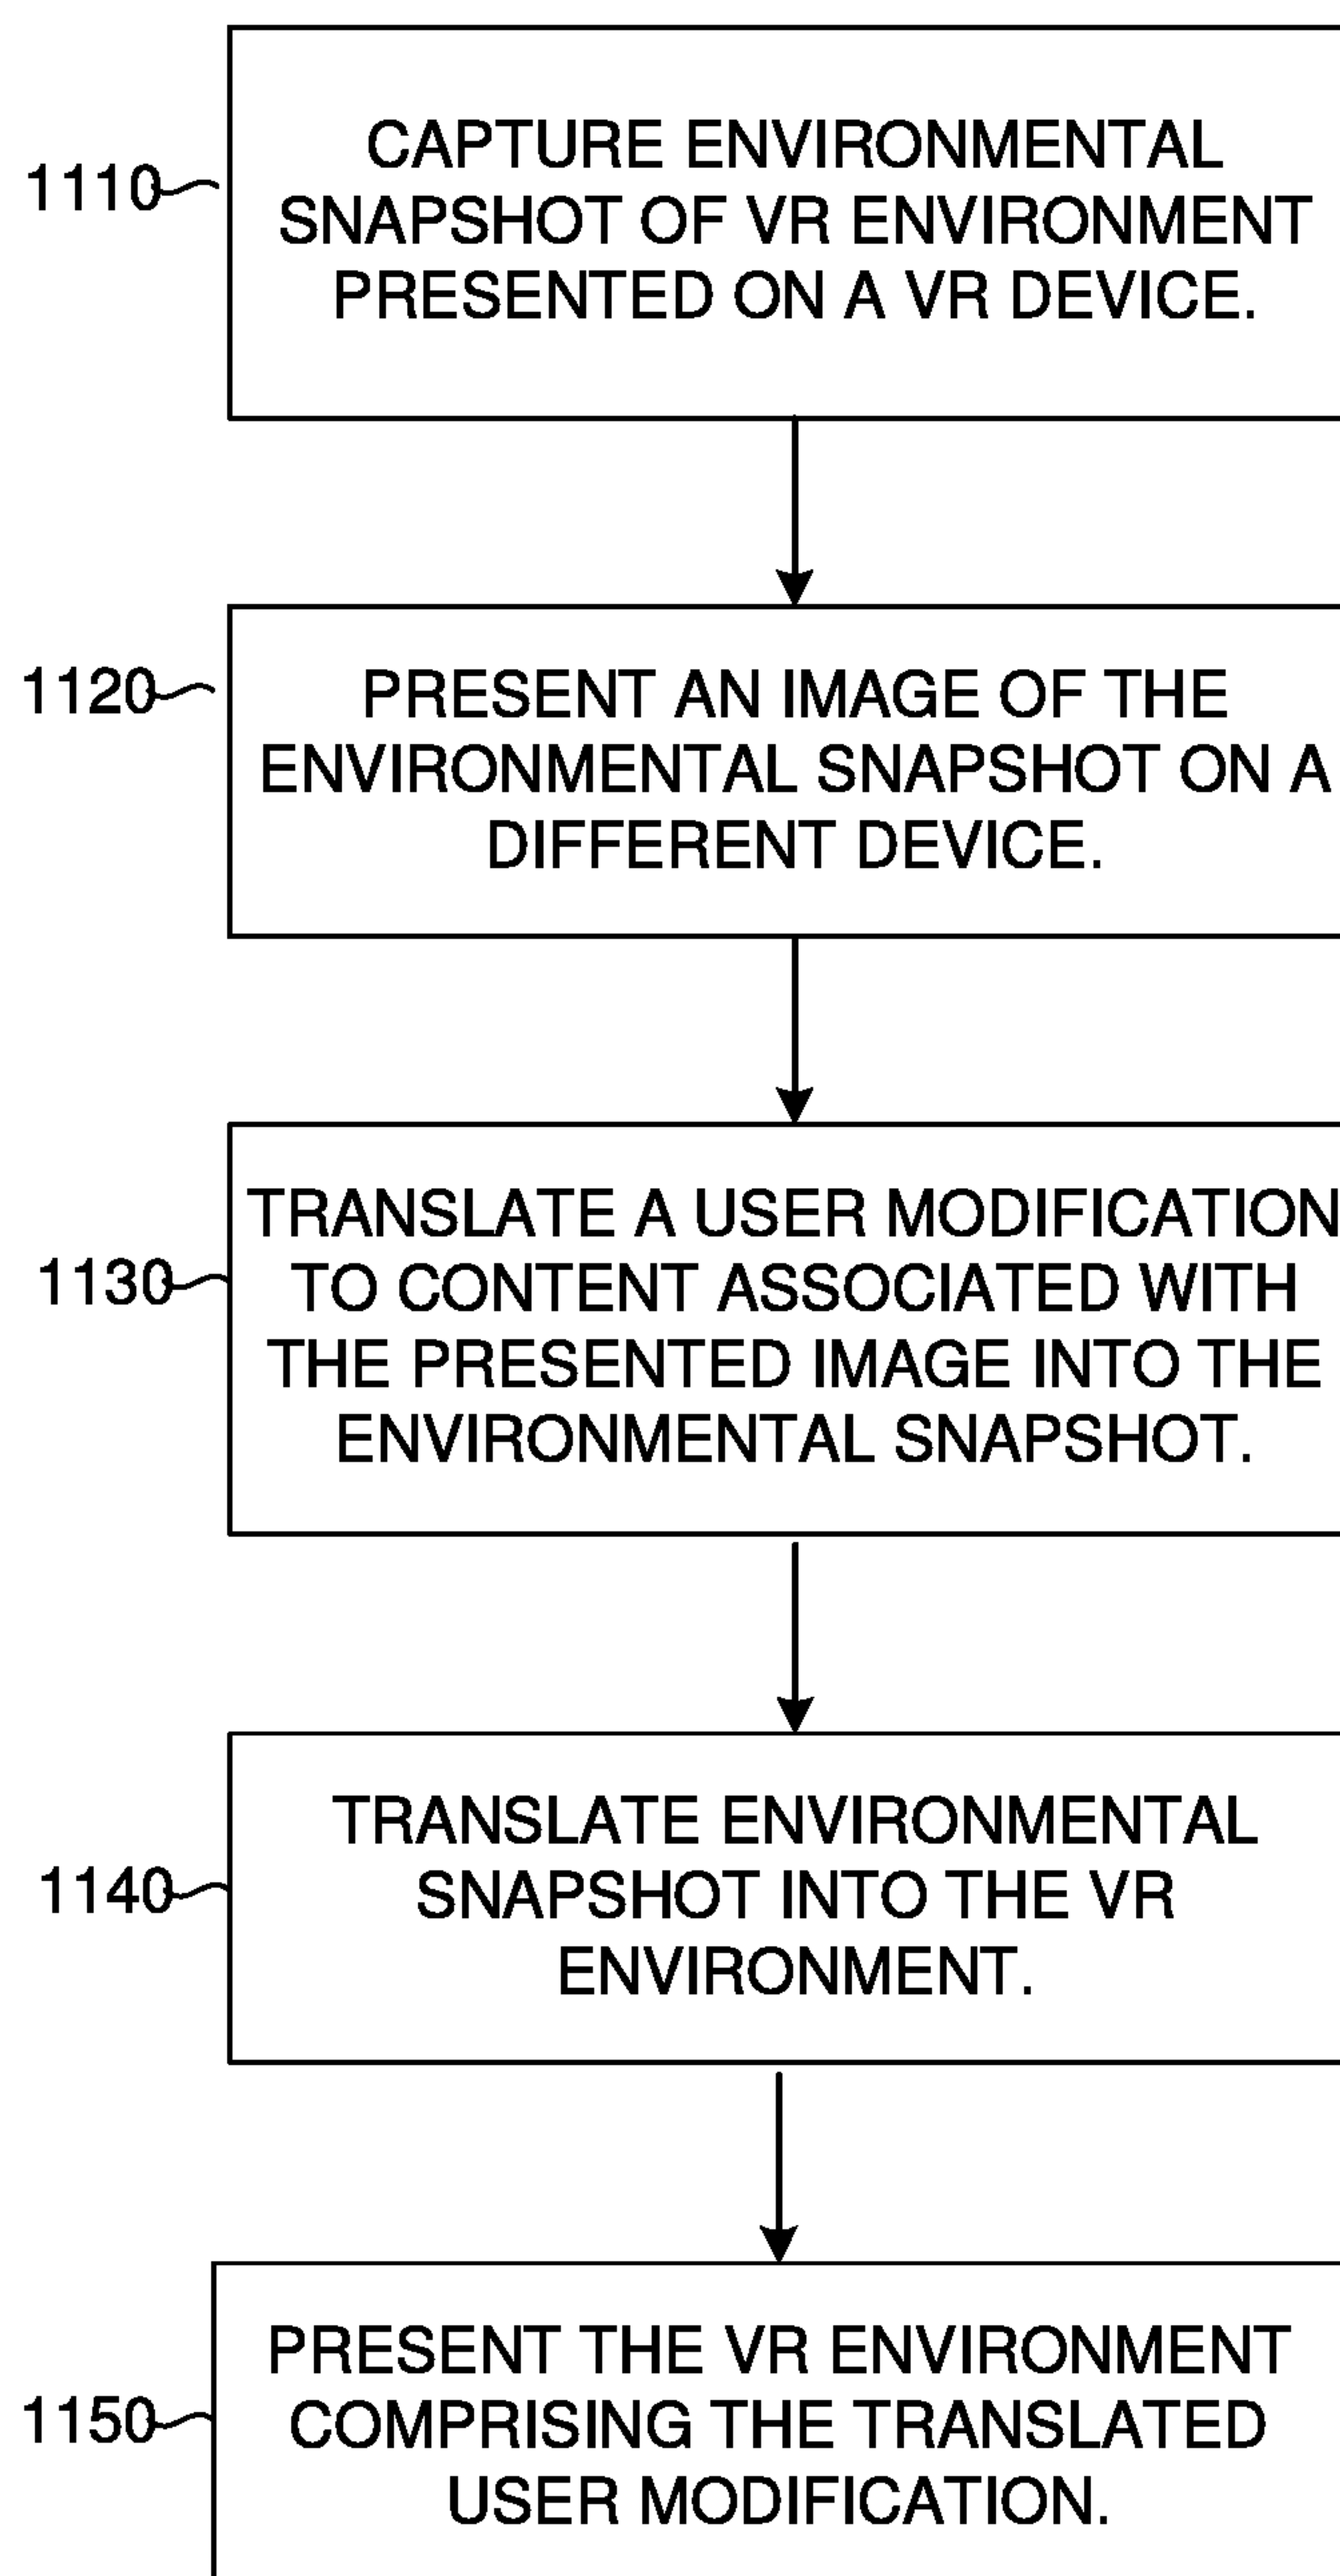 1110
CAPTURE ENVIRONMENTAL
SNAPSHOT OF VR ENVIRONMENT
PRESENTED ON A VR DEVICE.
1120
PRESENT AN IMAGE OF THE
ENVIRONMENTAL SNAPSHOT ON A
DIFFERENT DEVICE.
1130
TRANSLATE A USER MODIFICATION
TO CONTENT ASSOCIATED WITH
THE PRESENTED IMAGE INTO THE
ENVIRONMENTAL SNAPSHOT.
1140
TRANSLATE ENVIRONMENTAL
SNAPSHOT INTO THE VR
ENVIRONMENT.
1150
PRESENT THE VR ENVIRONMENT
COMPRISING THE TRANSLATED
USER MODIFICATION.